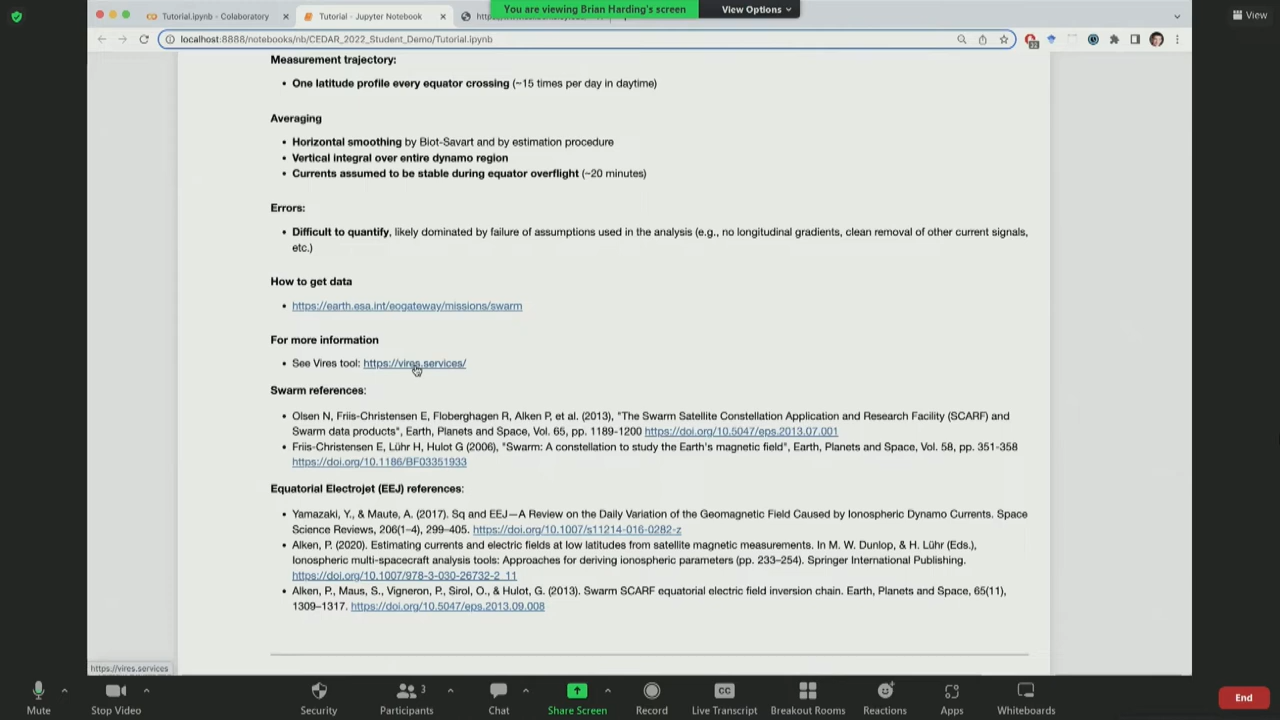 You are viewing Brian Harding's screen
View Options
View
Tutorial.ipynb - Colaboratory
Tutorial - Jupyter Notebook
localhost:8888/notebooks/nb/CEDAR_2022_Student_Demo/Tutorial.ipynb
Measurement trajectory:
• One latitude profile every equator crossing (~15 times per day in daytime)
Averaging
• Horizontal smoothing by Biot-Savart and by estimation procedure
• Vertical integral over entire dynamo region
• Currents assumed to be stable during equator overflight (~20 minutes)
Errors:
• Difficult to quantify, likely dominated by failure of assumptions used in the analysis (e.g., no longitudinal gradients, clean removal of other current signals,
etc.)
How to get data
• https://earth.esa.int/eogateway/missions/swarm
For more information
• See Vires tool: https://vires.services/
Swarm references:
• Olsen N, Friis-Christensen E, Floberghagen R, Alken P, et al. (2013), "The Swarm Satellite Constellation Application and Research Facility (SCARF) and
Swarm data products", Earth, Planets and Space, Vol. 65, pp. 1189-1200 https://doi.org/10.5047/eps.2013.07.001
• Friis-Christensen E, Lühr H, Hulot G (2006), "Swarm: A constellation to study the Earth's magnetic field", Earth, Planets and Space, Vol. 58, pp. 351-358
https://doi.org/10.1186/BF03351933
Equatorial Electrojet (EEJ) references:
• Yamazaki, Y., & Maute, A. (2017). Sq and EEJ—A Review on the Daily Variation of the Geomagnetic Field Caused by Ionospheric Dynamo Currents. Space
Science Reviews, 206(1–4), 299–405. https://doi.org/10.1007/s11214-016-0282-z
• Alken, P. (2020). Estimating currents and electric fields at low latitudes from satellite magnetic measurements. In M. W. Dunlop, & H. Lühr (Eds.),
Ionospheric multi-spacecraft analysis tools: Approaches for deriving ionospheric parameters (pp. 233–254). Springer International Publishing.
https://doi.org/10.1007/978-3-030-26732-2_11
• Alken, P., Maus, S., Vigneron, P., Sirol, O., & Hulot, G. (2013). Swarm SCARF equatorial electric field inversion chain. Earth, Planets and Space, 65(11),
1309–1317. https://doi.org/10.5047/eps.2013.09.008
https://vires.services
3
CC
Mute
Stop Video
Security
Participants
Chat
Share Screen
Record
Live Transcript
Breakout Rooms
Reactions
Apps
Whiteboards
End